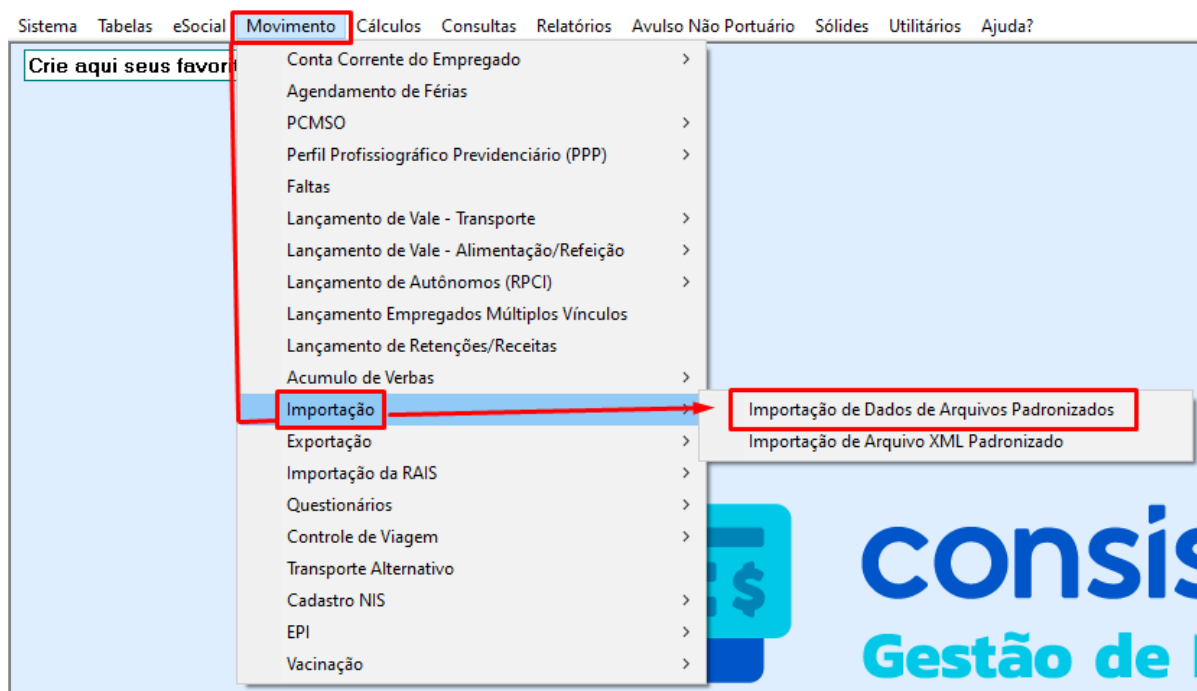 Sistema Tabelas eSocial Movimento Cálculos Consultas Relatórios Avulso Não Portuário Sólides Utilitários Ajuda?
Crie aqui seus favorit
Conta Corrente do Empregado
Agendamento de Férias
PCMSO
Perfil Profissiográfico Previdenciário (PPP)
Faltas
Lançamento de Vale - Transporte
Lançamento de Vale - Alimentação/Refeição
Lançamento de Autônomos (RPCI)
Lançamento Empregados Múltiplos Vínculos
Lançamento de Retenções/Receitas
Acumulo de Verbas
Importação
Importação de Dados de Arquivos Padronizados
Exportação
Importação de Arquivo XML Padronizado
Importação da RAIS
Questionários
Controle de Viagem
Transporte Alternativo
Cadastro NIS
EPI
Vacinação
$
consis
Gestão de